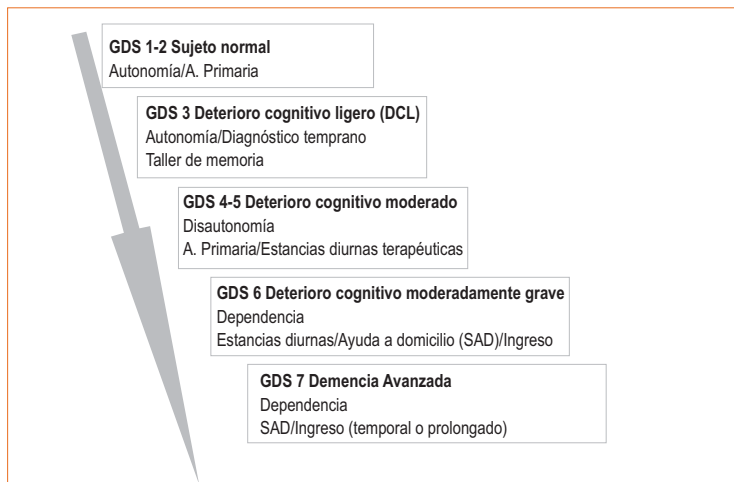 GDS 1-2 Sujeto normal
Autonomía/A. Primaria
GDS 3 Deterioro cognitivo ligero (DCL)
Autonomía/Diagnóstico temprano
Taller de memoria
GDS 4-5 Deterioro cognitivo moderado
Disautonomía
A. Primaria/Estancias diurnas terapéuticas
GDS 6 Deterioro cognitivo moderadamente grave
Dependencia
Estancias diurnas/Ayuda a domicilio (SAD)/Ingreso
GDS 7 Demencia Avanzada
Dependencia
SAD/Ingreso (temporal o prolongado)